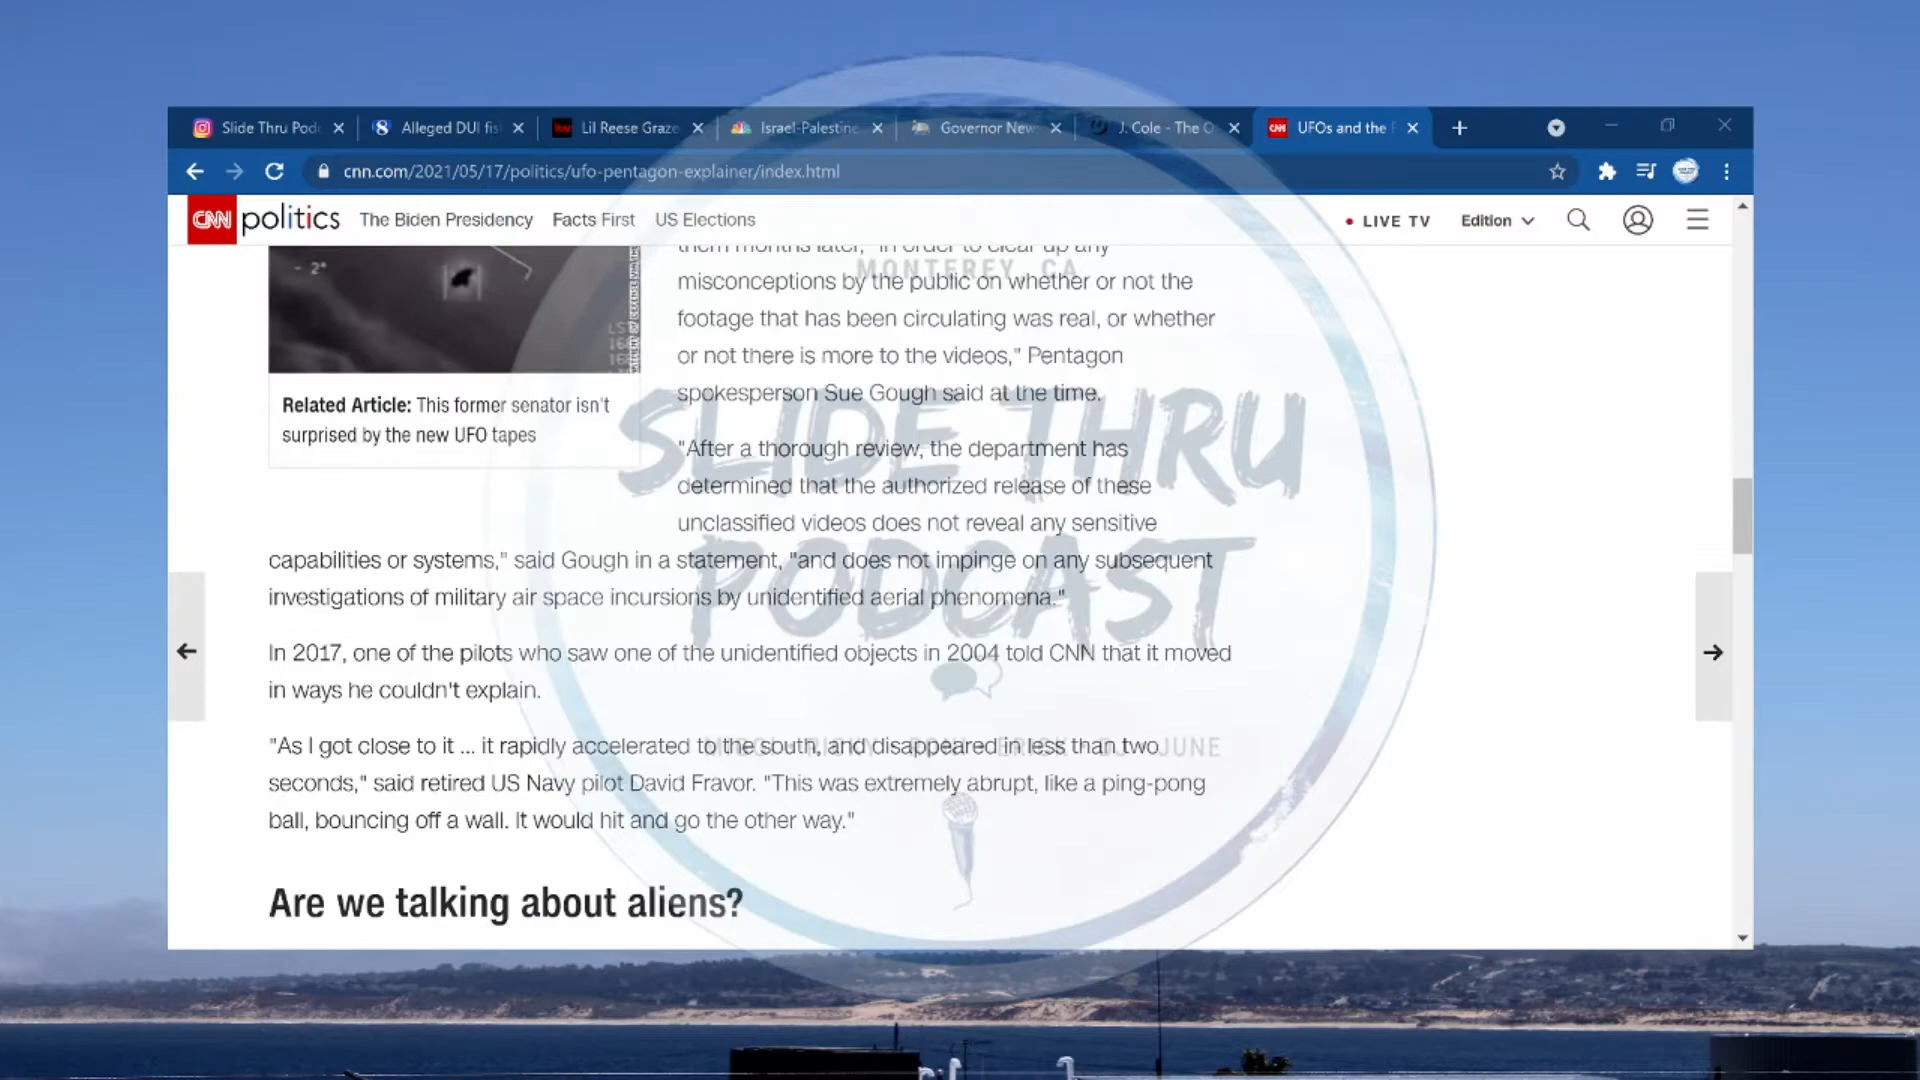 Slide Thru Pod
Alleged DUI fi
Lil Reese Graze
Israel-Palestine
Governor New
J. Cole - The O
CNN
UFOs and the
cnn.com/2021/05/17/politics/ufo-pentagon-explainer/index.html
CNN politics The Biden Presidency Facts First US Elections
LIVE TV Edition
them months later, "in order to clear up any
MONTEREY, CA
misconceptions by the public on whether or not the
footage that has been circulating was real, or whether
or not there is more to the videos," Pentagon
spokesperson Sue Gough said at the time.
- 2°
Related Article: This former senator isn't
surprised by the new UFO tapes
SLIDE THRU
PODCAST
"After a thorough review, the department has
determined that the authorized release of these
unclassified videos does not reveal any sensitive
capabilities or systems," said Gough in a statement, "and does not impinge on any subsequent
investigations of military air space incursions by unidentified aerial phenomena."
In 2017, one of the pilots who saw one of the unidentified objects in 2004 told CNN that it moved
in ways he couldn't explain.
"As I got close to it ... it rapidly accelerated to the south, and disappeared in less than two
JUNE
seconds," said retired US Navy pilot David Fravor. "This was extremely abrupt, like a ping-pong
ball, bouncing off a wall. It would hit and go the other way."
Are we talking about aliens?